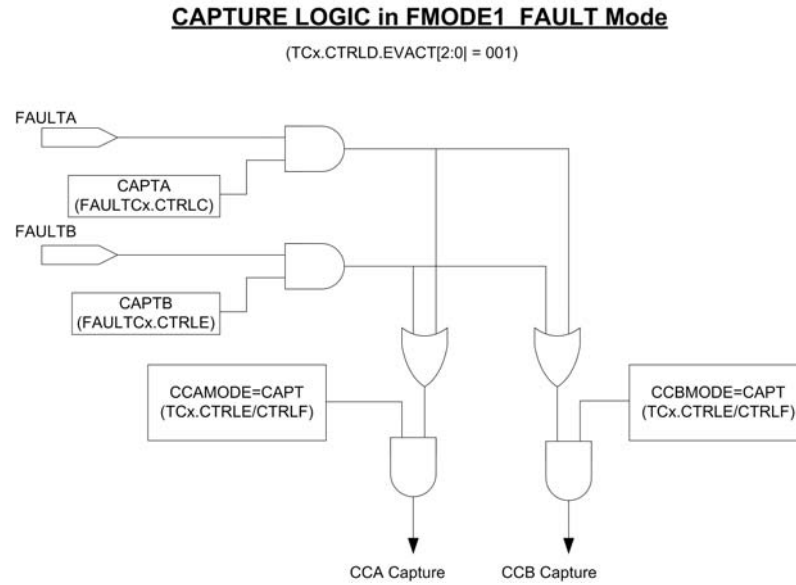 CAPTURE LOGIC in FMODE1 FAULT Mode
(TCx.CTRLD.EVACT[2:0| = 001)
FAULTA
CAPTA
(FAULTCx.CTRLC)
FAULTB
CAPTB
(FAULTCx.CTRLE)
CCAMODE=CAPT
(TCx.CTRLE/CTRLF)
CCBMODE=CAPT
(TCx.CTRLE/CTRLF)
CCA Capture
CCB Capture